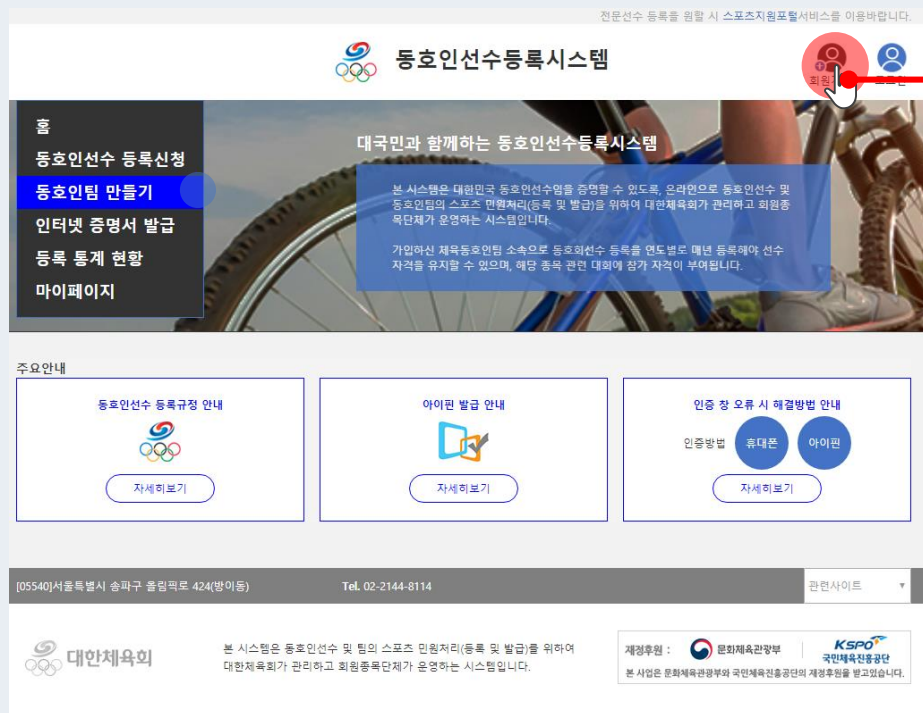 전문선수 등록을 원할 시 스포츠지원포털서비스를 이용바랍니다.
동호인선수등록시스템
홈
동호인선수 등록신청
동호인팀 만들기
인터넷 증명서 발급
등록 통계 현황
마이페이지
대국민과 함께하는 동호인선수등록시스템
본 시스템은 대한민국 동호인선수임을 증명할 수 있도록, 온라인으로 동호인선수 및
동호인팀의 스포츠 민원처리(등록 및 발급)을 위하여 대한체육회가 관리하고 회원종
목단체가 운영하는 시스템입니다.
가입하신 체육동호인팀 소속으로 동호회선수 등록을 연도별로 매년 등록해야 선수
자격을 유지할 수 있으며, 해당 종목 관련 대회에 참가 자격이 부여됩니다.
주요안내
동호인선수 등록규정 안내
자세히보기
아이핀 발급 안내
자세히보기
인증 창 오류 시 해결방법 안내
인증방법 휴대폰 아이핀
자세히보기
[05540]서울특별시 송파구 올림픽로 424(방이동) Tel. 02-2144-8114 관련사이트
대한체육회
본 시스템은 동호인선수 및 팀의 스포츠 민원처리(등록 및 발급)를 위하여
대한체육회가 관리하고 회원종목단체가 운영하는 시스템입니다.
재정후원 : 문화체육관광부 KSPO 국민체육진흥공단
본 사업은 문화체육관광부와 국민체육진흥공단의 재정후원을 받고있습니다.